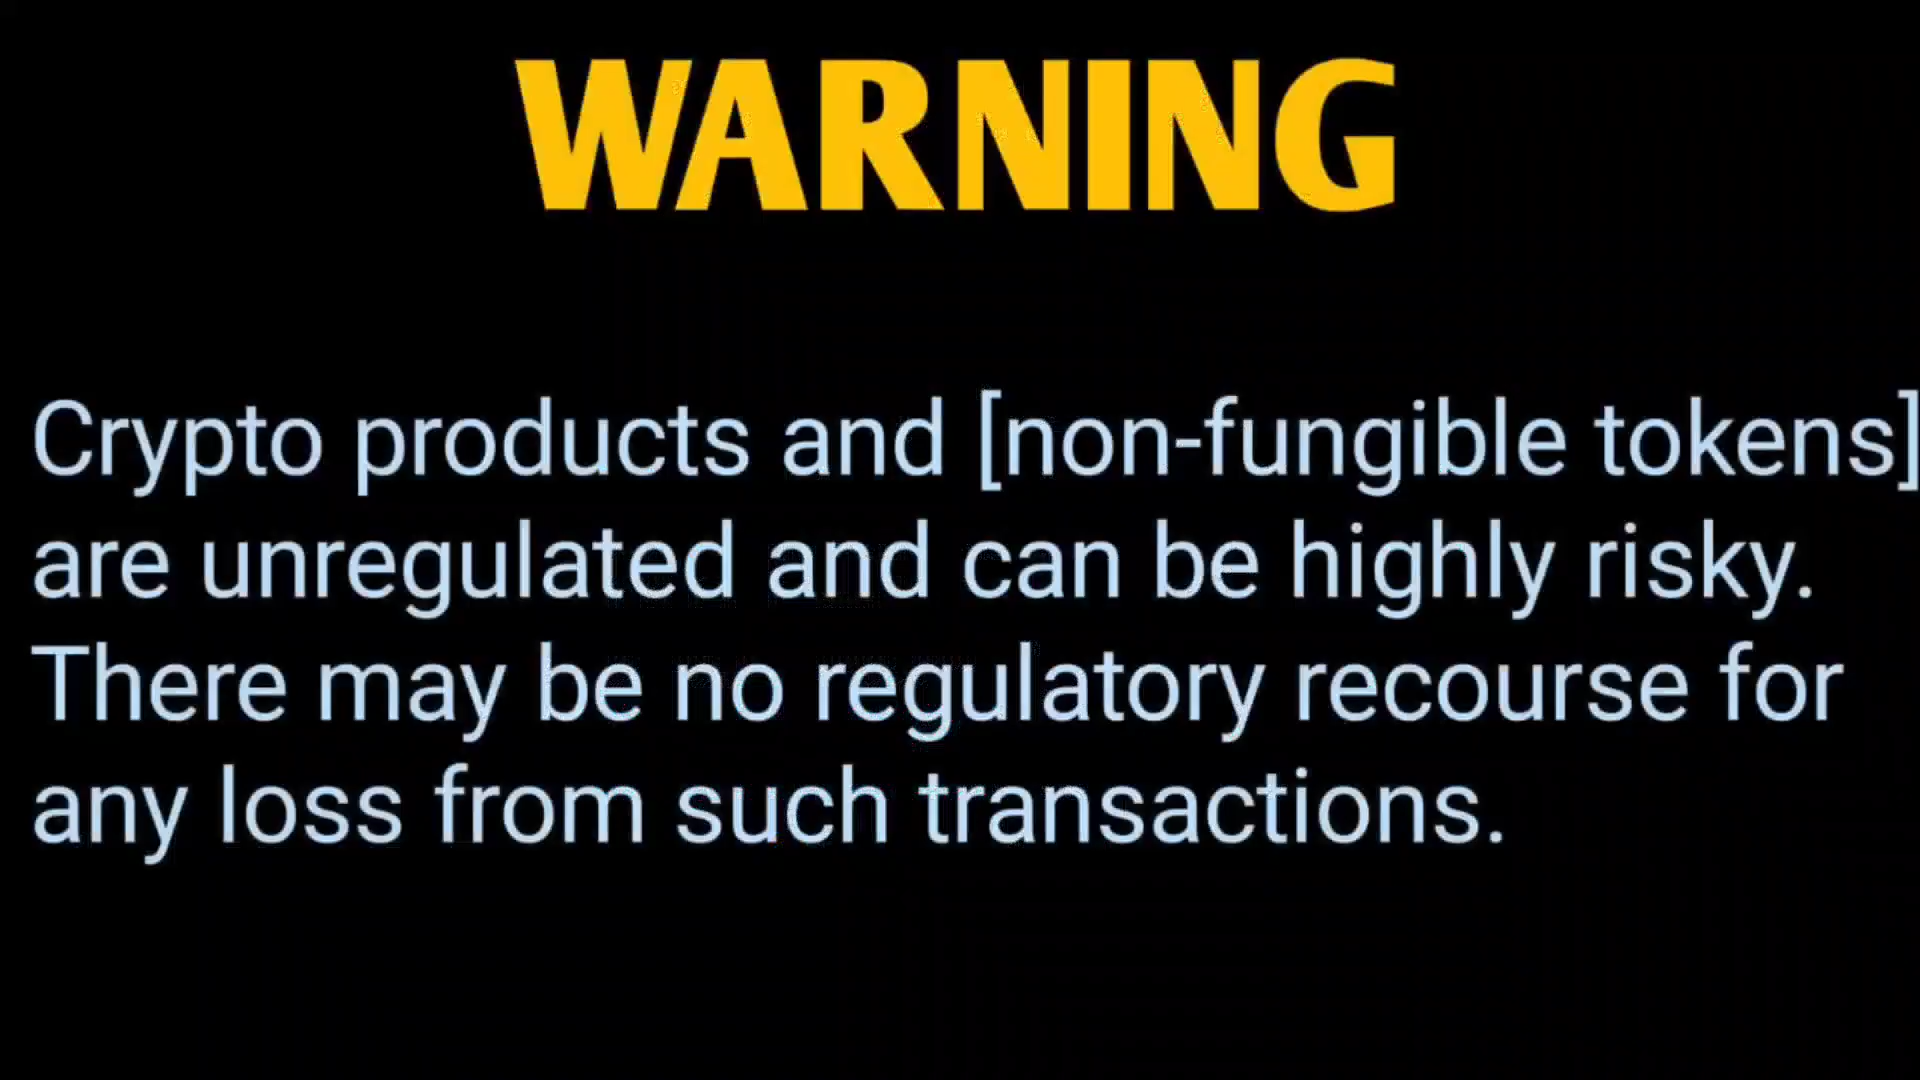 WARNING
Crypto products and [non-fungible tokens]
are unregulated and can be highly risky.
There may be no regulatory recourse for
any loss from such transactions.